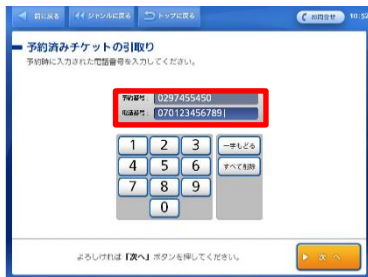 前に戻る
ジャンルに戻る
トップに戻る
お問合せ
10:52
予約済みチケットの引取り
予約時に入力された電話番号を入力してください。
予約番号: 0297455450
電話番号: 070123456789
1 2 3 一字もどる
4 5 6 すべて削除
7 8 9
0
よろしければ「次へ」ボタンを押してください。
次 へ